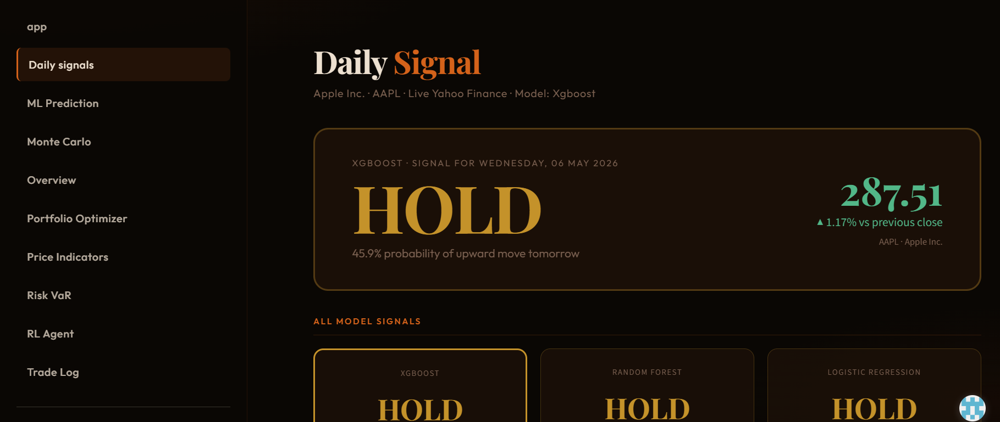 app
Daily signals
ML Prediction
Monte Carlo
Overview
Portfolio Optimizer
Price Indicators
Risk VaR
RL Agent
Trade Log
Daily Signal
Apple Inc. · AAPL · Live Yahoo Finance · Model: Xgboost
XGBOOST · SIGNAL FOR WEDNESDAY, 06 MAY 2026
HOLD
45.9% probability of upward move tomorrow
287.51
▲ 1.17% vs previous close
AAPL · Apple Inc.
ALL MODEL SIGNALS
XGBOOST
HOLD
RANDOM FOREST
HOLD
LOGISTIC REGRESSION
HOLD